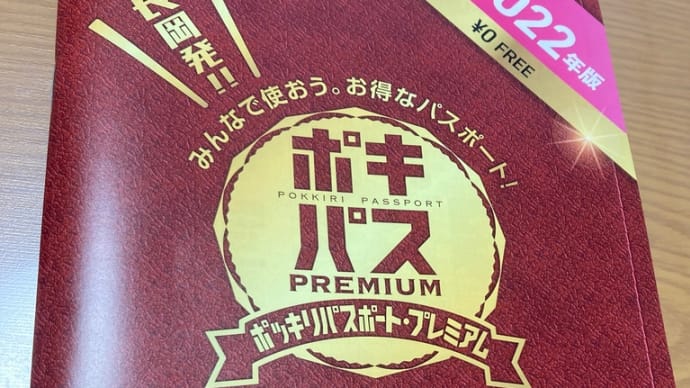 長岡発!!
2022年版
¥0 FREE
みんなで使おう。お得なパスポート!
ポキ
POKKIRI PASSPORT
パス
PREMIUM
ポッキリパスポート・プレミアム